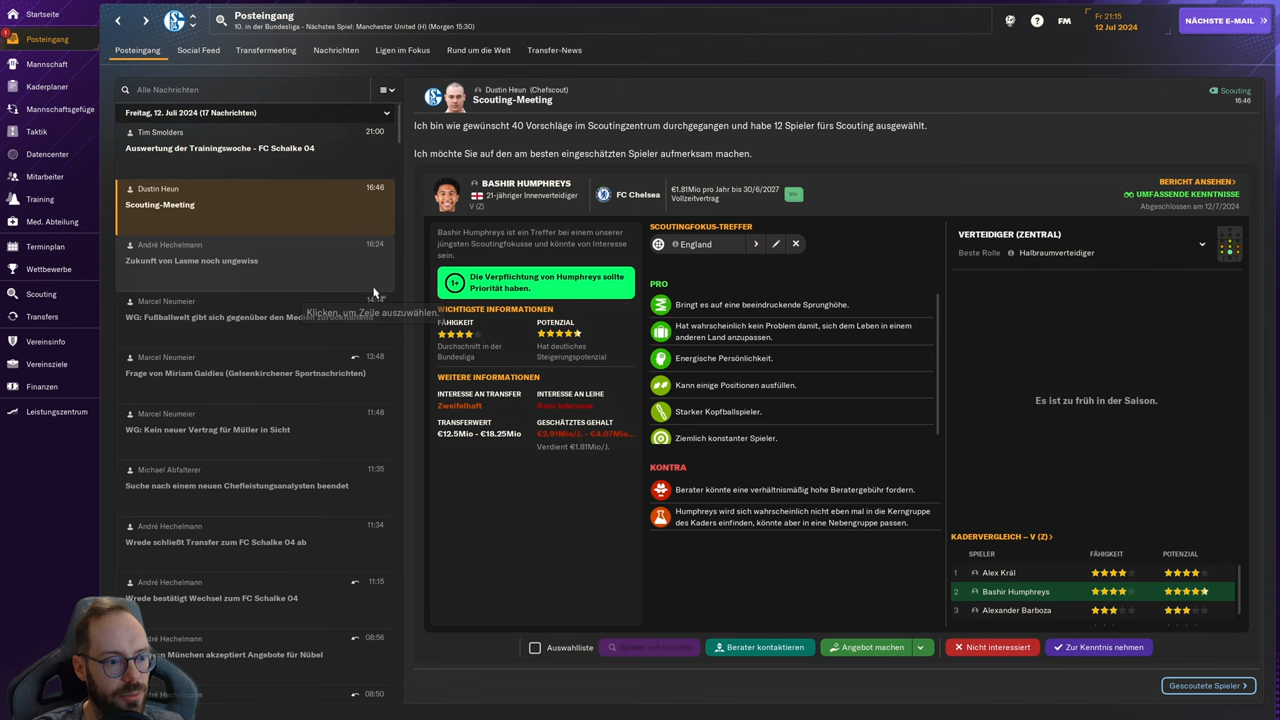 Startseite
Posteingang
1
Mannschaft
Kaderplaner
Mannschaftsgefüge
Taktik
Datencenter
Mitarbeiter
Training
Med. Abteilung
Terminplan
Wettbewerbe
Scouting
Transfers
Vereinsinfo
Vereinsziele
Finanzen
Leistungszentrum
Posteingang
10. in der Bundesliga - Nächstes Spiel: Manchester United (H) (Morgen 15:30)
FM
Fr 21:15
12 Jul 2024
NÄCHSTE E-MAIL
Posteingang
Social Feed
Transfermeeting
Nachrichten
Ligen im Fokus
Rund um die Welt
Transfer-News
Alle Nachrichten
Freitag, 12. Juli 2024 (17 Nachrichten)
Tim Smolders 21:00
Auswertung der Trainingswoche - FC Schalke 04
Dustin Heun 16:46
Scouting-Meeting
André Hechelmann 16:24
Zukunft von Lasme noch ungewiss
Marcel Neumeier
WG: Fußballwelt gibt sich gegenüber den
Klicken, um Zeile auszuwählen.
Marcel Neumeier 13:48
Frage von Miriam Gaidies (Gelsenkirchener Sportnachrichten)
Marcel Neumeier 11:48
WG: Kein neuer Vertrag für Müller in Sicht
Michael Abfalterer 11:35
Suche nach einem neuen Chefleistungsanalysten beendet
André Hechelmann 11:34
Wrede schließt Transfer zum FC Schalke 04 ab
André Hechelmann 11:15
Wrede bestätigt Wechsel zum FC Schalke 04
André Hechelmann 08:56
München akzeptiert Angebote für Nübel
Hechelmann 08:50
Dustin Heun (Chefscout)
Scouting-Meeting
Scouting
16:46
Ich bin wie gewünscht 40 Vorschläge im Scoutingzentrum durchgegangen und habe 12 Spieler fürs Scouting ausgewählt.
Ich möchte Sie auf den am besten eingeschätzten Spieler aufmerksam machen.
BASHIR HUMPHREYS
21-jähriger Innenverteidiger
V (Z)
FC Chelsea
€1.81Mio pro Jahr bis 30/6/2027
Vollzeitvertrag
BERICHT ANSEHEN
UMFASSENDE KENNTNISSE
Abgeschlossen am 12/7/2024
Bashir Humphreys ist ein Treffer bei einem unserer
jüngsten Scoutingfokusse und könnte von Interesse
sein.
1+
Die Verpflichtung von Humphreys sollte
Priorität haben.
WICHTIGSTE INFORMATIONEN
FÄHIGKEIT
POTENZIAL
Durchschnitt in der
Bundesliga
Hat deutliches
Steigerungspotenzial
WEITERE INFORMATIONEN
INTERESSE AN TRANSFER
Zweifelhaft
INTERESSE AN LEIHE
Kein Interesse
TRANSFERWERT
€12.5Mio - €18.25Mio
GESCHÄTZTES GEHALT
€2.91Mio/J. - €4.07Mio...
Verdient €1.81Mio/J.
SCOUTINGFOKUS-TREFFER
England
PRO
Bringt es auf eine beeindruckende Sprunghöhe.
Hat wahrscheinlich kein Problem damit, sich dem Leben in einem
anderen Land anzupassen.
Energische Persönlichkeit.
Kann einige Positionen ausfüllen.
Starker Kopfballspieler.
Ziemlich konstanter Spieler.
KONTRA
Berater könnte eine verhältnismäßig hohe Beratergebühr fordern.
Humphreys wird sich wahrscheinlich nicht eben mal in die Kerngruppe
des Kaders einfinden, könnte aber in eine Nebengruppe passen.
VERTEIDIGER (ZENTRAL)
Beste Rolle Halbraumverteidiger
Es ist zu früh in der Saison.
KADERVERGLEICH – V (Z)
SPIELER FÄHIGKEIT POTENZIAL
1 Alex Král
2 Bashir Humphreys
3 Alexander Barboza
Auswahlliste
Berater kontaktieren
Angebot machen
Nicht interessiert
Zur Kenntnis nehmen
Gescoutete Spieler